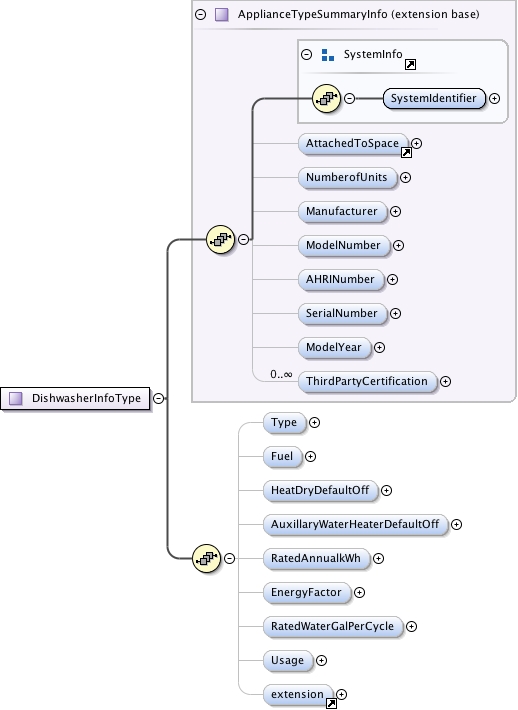 ApplianceTypeSummaryInfo (extension base)
SystemInfo
SystemIdentifier
AttachedToSpace
NumberofUnits
Manufacturer
ModelNumber
AHRINumber
SerialNumber
ModelYear
0..∞
ThirdPartyCertification
DishwasherInfoType
Type
Fuel
HeatDryDefaultOff
AuxillaryWaterHeaterDefaultOff
RatedAnnualkWh
EnergyFactor
RatedWaterGalPerCycle
Usage
extension